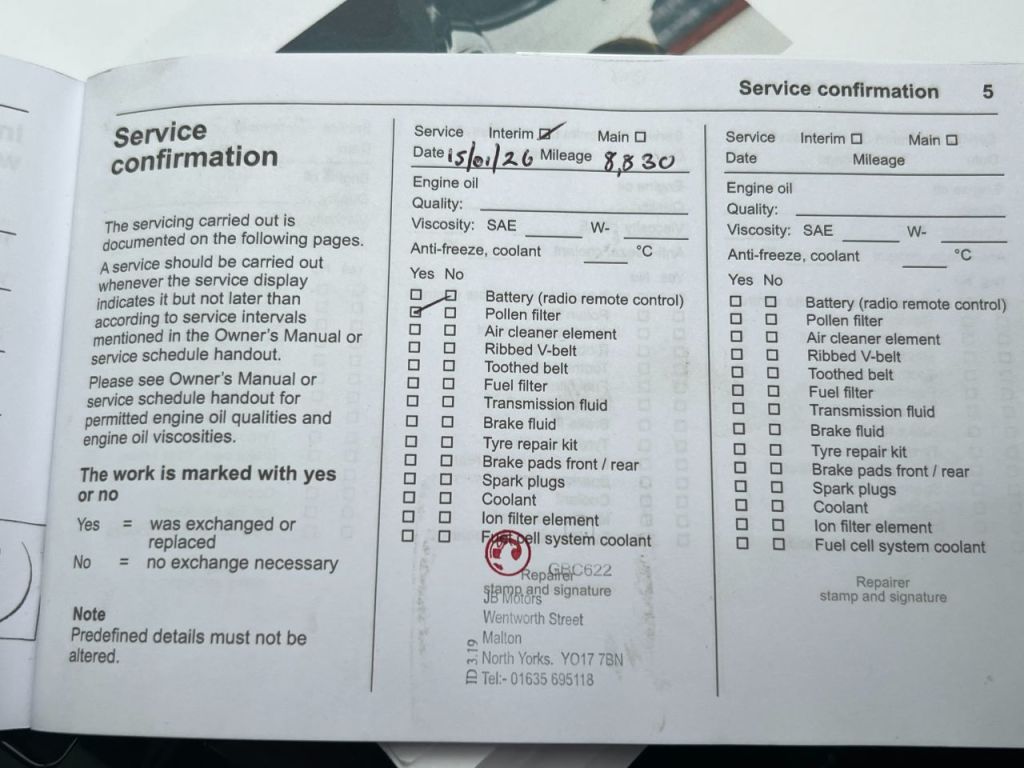 Service confirmation 5
Service
confirmation
The servicing carried out is
documented on the following pages.
A service should be carried out
whenever the service display
indicates it but not later than
according to service intervals
mentioned in the Owner's Manual or
service schedule handout.
Please see Owner's Manual or
service schedule handout for
permitted engine oil qualities and
engine oil viscosities.
The work is marked with yes
or no
Yes = was exchanged or
replaced
No = no exchange necessary
Note
Predefined details must not be
altered.
Service Interim Main
Date 15/01/26 Mileage 8,830
Engine oil
Quality:
Viscosity: SAE W-
Anti-freeze, coolant °C
Yes No
Battery (radio remote control)
Pollen filter
Air cleaner element
Ribbed V-belt
Toothed belt
Fuel filter
Transmission fluid
Brake fluid
Tyre repair kit
Brake pads front / rear
Spark plugs
Coolant
Ion filter element
Fuel cell system coolant
GBC622
Repairer
stamp and signature
JB Motors
Wentworth Street
Malton
North Yorks. YO17 7BN
Tel:- 01635 695118
ID 3.19
Service Interim Main
Date Mileage
Engine oil
Quality:
Viscosity: SAE W-
Anti-freeze, coolant °C
Yes No
Battery (radio remote control)
Pollen filter
Air cleaner element
Ribbed V-belt
Toothed belt
Fuel filter
Transmission fluid
Brake fluid
Tyre repair kit
Brake pads front / rear
Spark plugs
Coolant
Ion filter element
Fuel cell system coolant
Repairer
stamp and signature